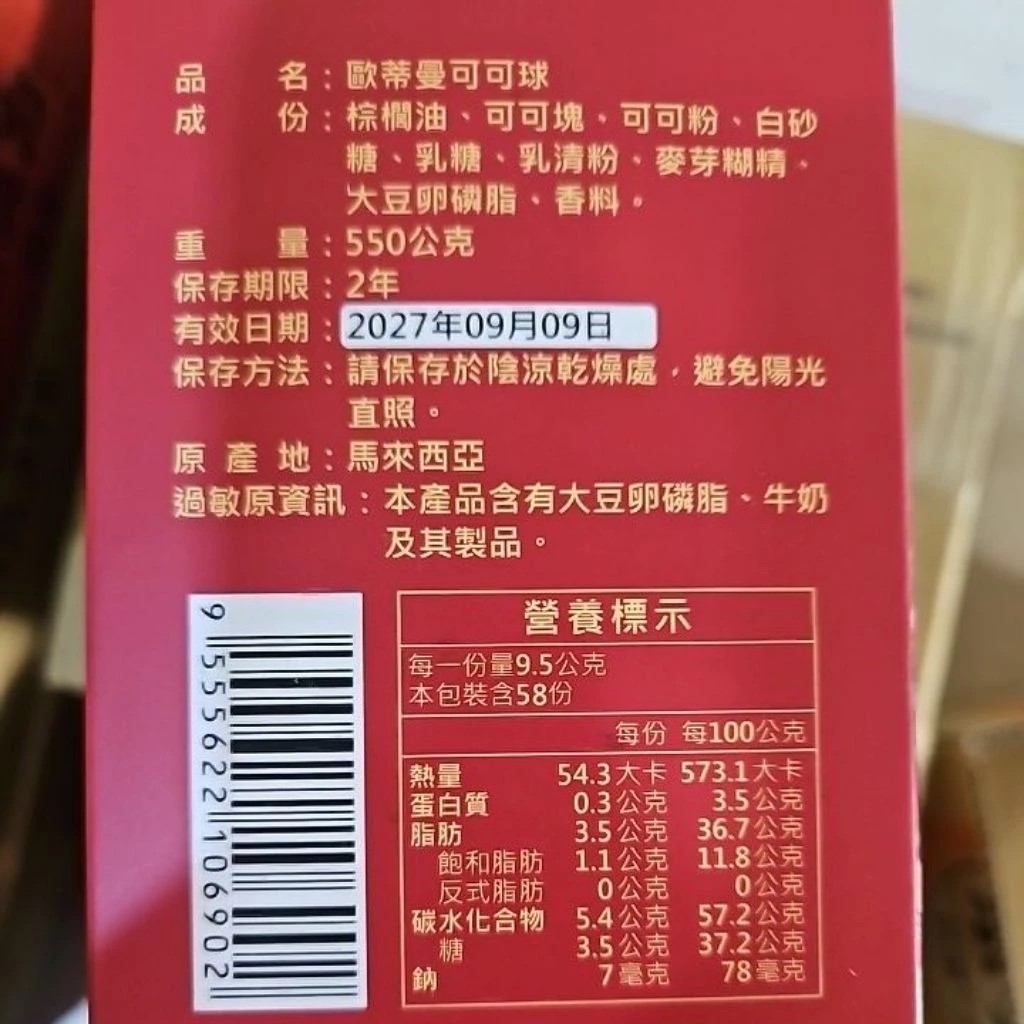 品名：歐蒂曼可可球
成份：棕櫚油、可可塊、可可粉、白砂
糖、乳糖、乳清粉、麥芽糊精、
大豆卵磷脂、香料。
重量：550公克
保存期限：2年
有效日期：2027年09月09日
保存方法：請保存於陰涼乾燥處，避免陽光
直照。
原產地：馬來西亞
過敏原資訊：本產品含有大豆卵磷脂、牛奶
及其製品。
9 555622 106902
營養標示
每一份量9.5公克
本包裝含58份
每份 每100公克
熱量 54.3大卡 573.1大卡
蛋白質 0.3公克 3.5公克
脂肪 3.5公克 36.7公克
飽和脂肪 1.1公克 11.8公克
反式脂肪 0公克 0公克
碳水化合物 5.4公克 57.2公克
糖 3.5公克 37.2公克
鈉 7毫克 78毫克